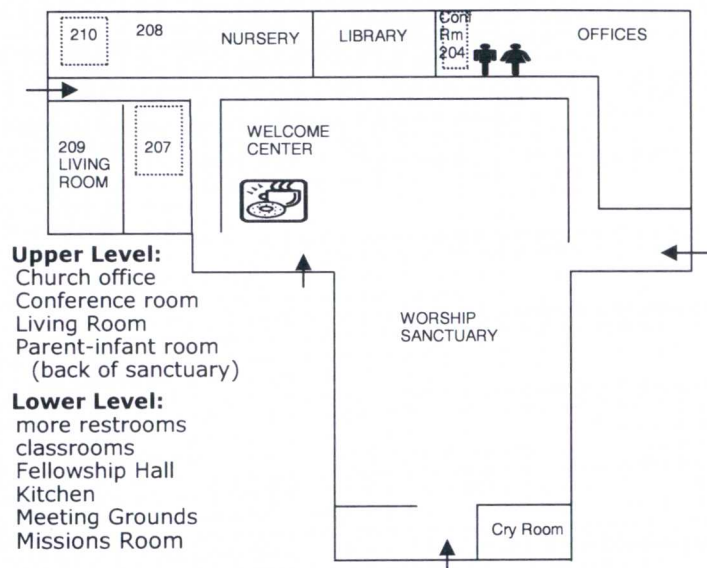 210
208
NURSERY
LIBRARY
Conf
Rm
204
OFFICES
209
LIVING
ROOM
207
WELCOME
CENTER
WORSHIP
SANCTUARY
Cry Room
Upper Level:
Church office
Conference room
Living Room
Parent-infant room
(back of sanctuary)
Lower Level:
more restrooms
classrooms
Fellowship Hall
Kitchen
Meeting Grounds
Missions Room